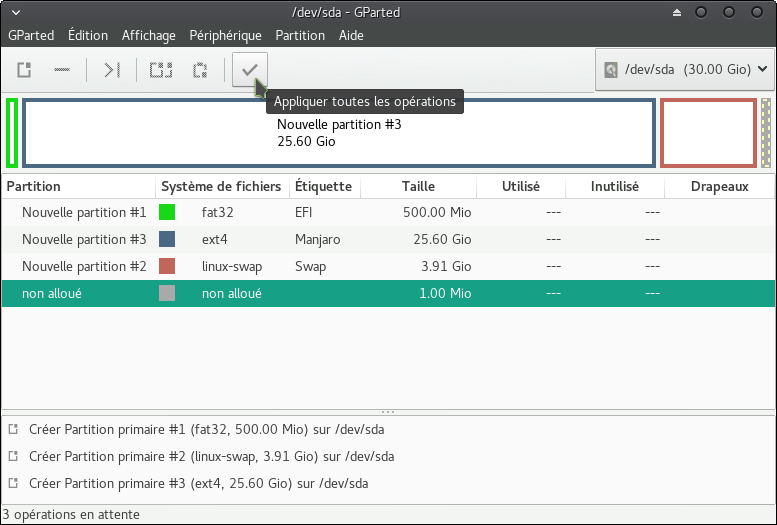 /dev/sda - GParted
GParted Édition Affichage Périphérique Partition Aide
/dev/sda (30.00 Gio)
Appliquer toutes les opérations
Nouvelle partition #3
25.60 Gio
Partition Système de fichiers Étiquette Taille Utilisé Inutilisé Drapeaux
Nouvelle partition #1 fat32 EFI 500.00 Mio --- ---
Nouvelle partition #3 ext4 Manjaro 25.60 Gio --- ---
Nouvelle partition #2 linux-swap Swap 3.91 Gio --- ---
non alloué non alloué 1.00 Mio --- ---
Créer Partition primaire #1 (fat32, 500.00 Mio) sur /dev/sda
Créer Partition primaire #2 (linux-swap, 3.91 Gio) sur /dev/sda
Créer Partition primaire #3 (ext4, 25.60 Gio) sur /dev/sda
3 opérations en attente